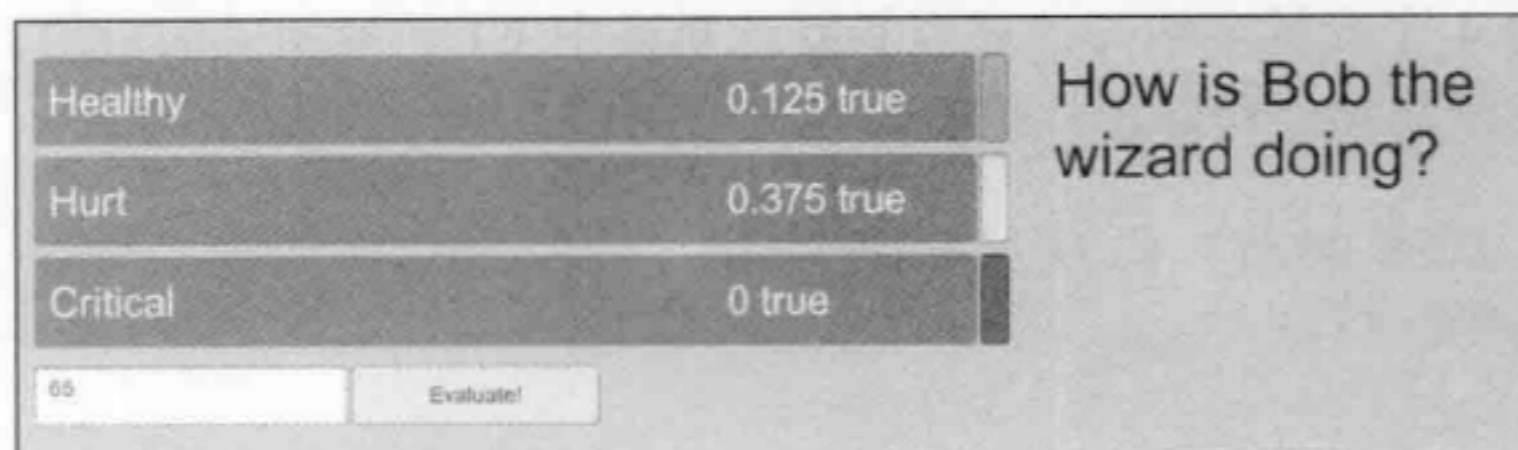 Healthy 0.125 true
Hurt 0.375 true
Critical 0 true
65 Evaluate!
How is Bob the
wizard doing?